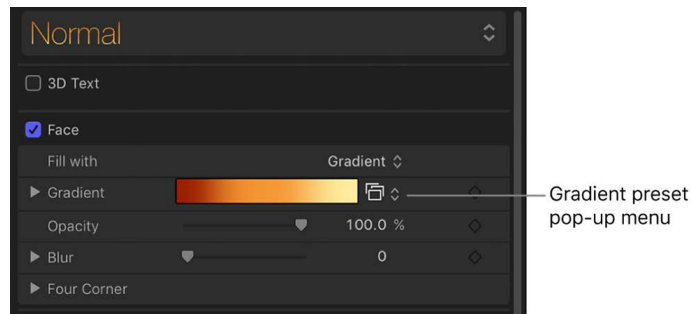 Normal
3D Text
Face
Fill with Gradient
Gradient
Gradient preset
pop-up menu
Opacity 100.0 %
Blur 0
Four Corner